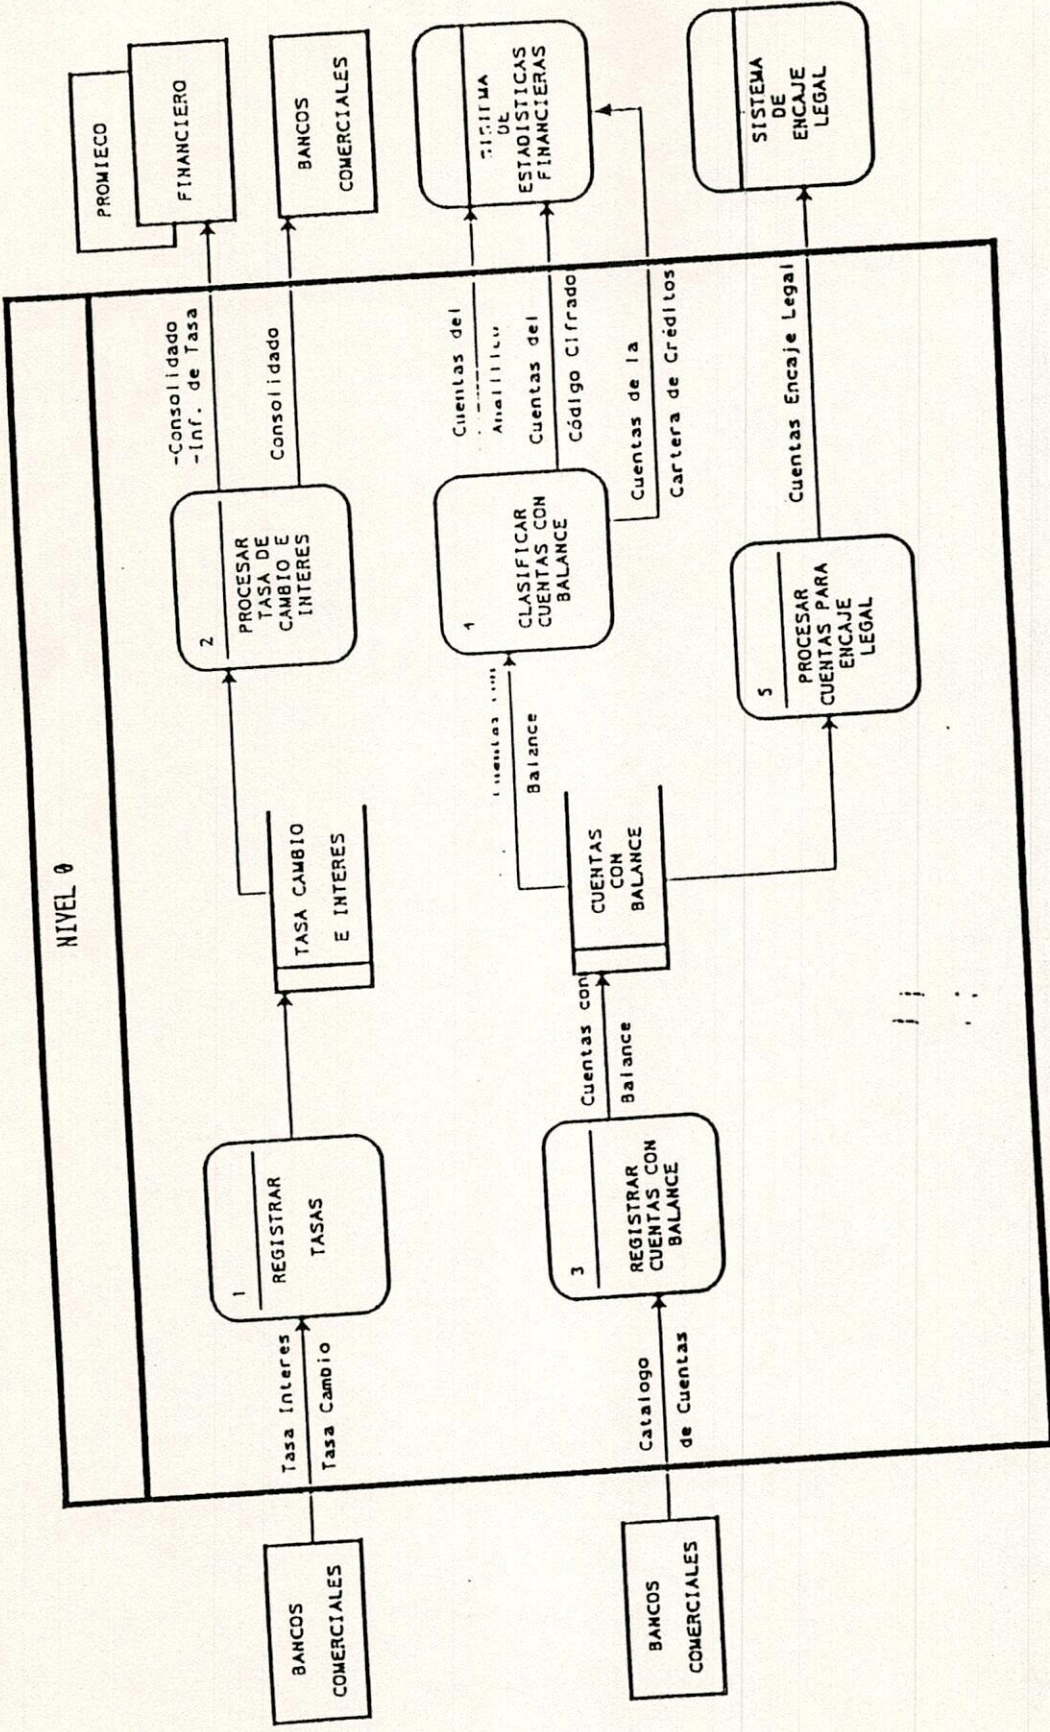 NIVEL 0
BANCOS
COMERCIALES
Tasa Interes
Tasa Cambio
1
REGISTRAR
TASAS
TASA CAMBIO
E INTERES
2
PROCESAR
TASA DE
CAMBIO E
INTERES
-Consolidado
-Inf. de Tasa
PROMIECO
FINANCIERO
Consolidado
BANCOS
COMERCIALES
BANCOS
COMERCIALES
Catalogo
de Cuentas
3
REGISTRAR
CUENTAS CON
BALANCE
Cuentas con
Balance
CUENTAS
CON
BALANCE
Balance
CLASIFICAR
CUENTAS CON
BALANCE
Cuentas del
Cuentas del
Código Cifrado
Cuentas de la
Cartera de Créditos
SISTEMA
DE
ESTADISTICAS
FINANCIERAS
5
PROCESAR
CUENTAS PARA
ENCAJE
LEGAL
Cuentas Encaje Legal
SISTEMA
DE
ENCAJE
LEGAL